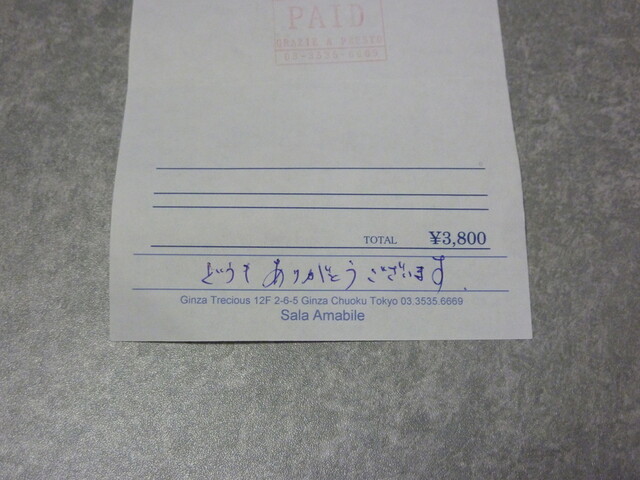 PAID
TOTAL ¥3,800
どうもありがとうございます.
Ginza Trecious 12F 2-6-5 Ginza Chuoku Tokyo 03.3535.6669
Sala Amabile